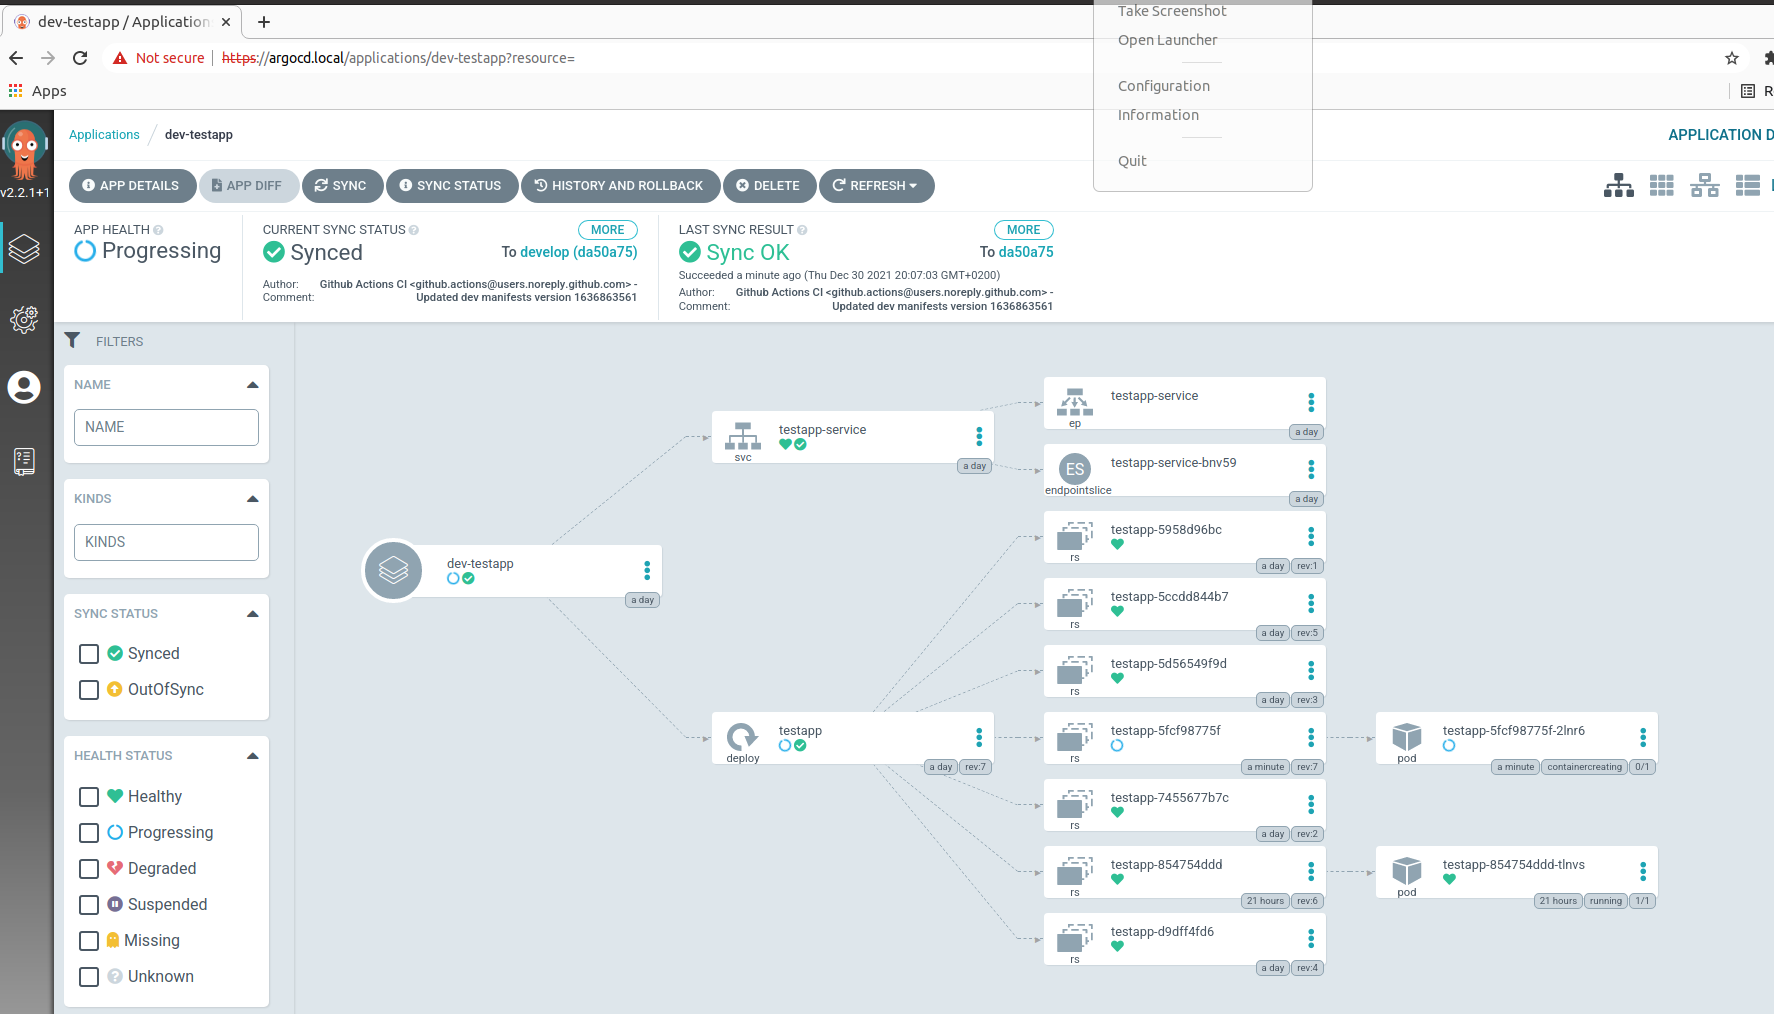 dev-testapp / Application
Take Screenshot
Open Launcher
Configuration
Information
Quit
Not secure
https://argocd.local/applications/dev-testapp?resource=
Apps
R
v2.2.1+1
Applications
dev-testapp
APPLICATION D
APP DETAILS
APP DIFF
SYNC
SYNC STATUS
HISTORY AND ROLLBACK
DELETE
REFRESH
APP HEALTH
Progressing
CURRENT SYNC STATUS
MORE
Synced
To develop (da50a75)
Author: Github Actions CI <github.actions@users.noreply.github.com> -
Comment: Updated dev manifests version 1636863561
LAST SYNC RESULT
MORE
Sync OK
To da50a75
Succeeded a minute ago (Thu Dec 30 2021 20:07:03 GMT+0200)
Author: Github Actions CI <github.actions@users.noreply.github.com> -
Comment: Updated dev manifests version 1636863561
FILTERS
NAME
NAME
KINDS
KINDS
SYNC STATUS
Synced
OutOfSync
HEALTH STATUS
Healthy
Progressing
Degraded
Suspended
Missing
Unknown
dev-testapp
a day
testapp-service
svc
a day
testapp
deploy
a day rev:7
testapp-service
ep
a day
ES
testapp-service-bnv59
endpointslice
a day
testapp-5958d96bc
rs
a day rev:1
testapp-5ccdd844b7
rs
a day rev:5
testapp-5d56549f9d
rs
a day rev:3
testapp-5fcf98775f
rs
a minute rev:7
testapp-7455677b7c
rs
a day rev:2
testapp-854754ddd
rs
21 hours rev:6
testapp-d9dff4fd6
rs
a day rev:4
testapp-5fcf98775f-2lnr6
pod
a minute containercreating 0/1
testapp-854754ddd-tlnvs
pod
21 hours running 1/1